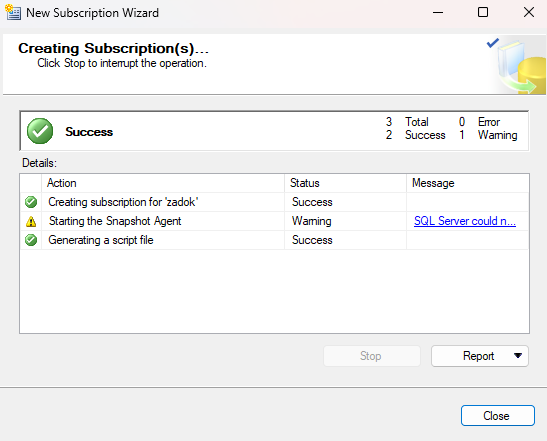 New Subscription Wizard
Creating Subscription(s)...
Click Stop to interrupt the operation.
Success
3 Total 0 Error
2 Success 1 Warning
Details:
Action Status Message
Creating subscription for 'zadok' Success
Starting the Snapshot Agent Warning SQL Server could n...
Generating a script file Success
Stop Report
Close